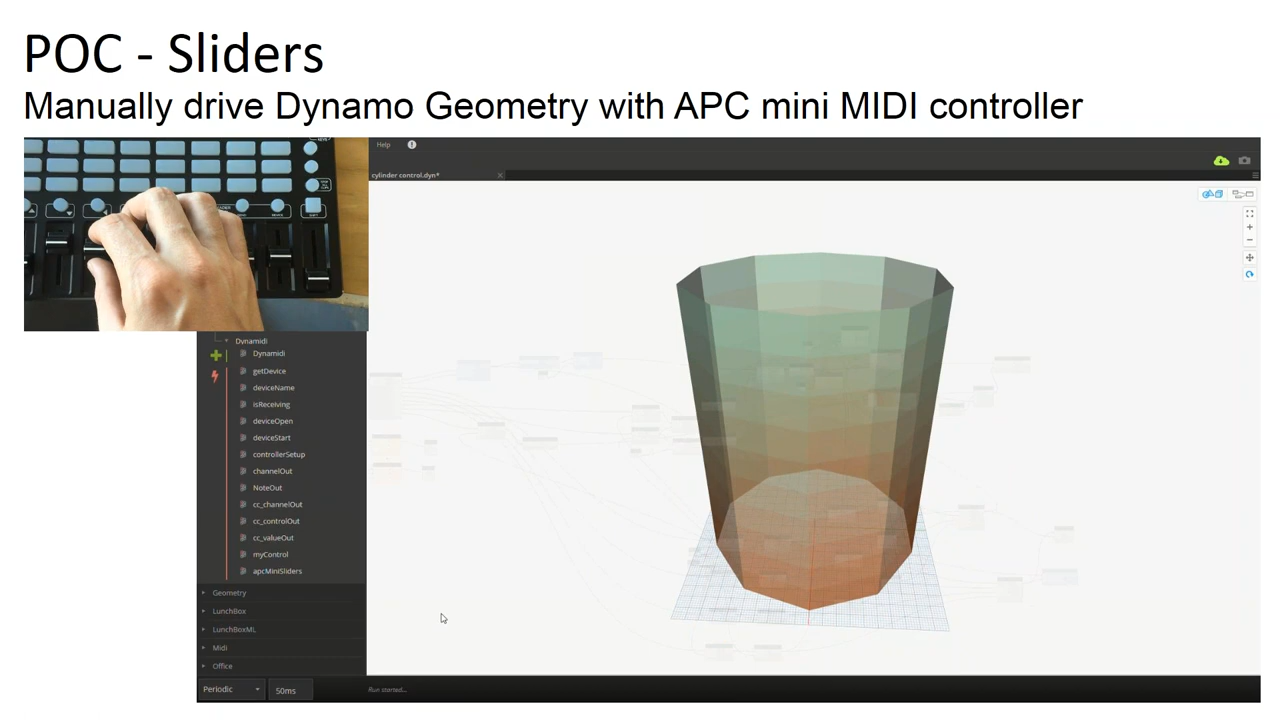 POC - Sliders
Manually drive Dynamo Geometry with APC mini MIDI controller
Help
cylinder control.dyn*
Dynamidi
Dynamidi
getDevice
deviceName
isReceiving
deviceOpen
deviceStart
controllerSetup
channelOut
NoteOut
cc_channelOut
cc_controlOut
cc_valueOut
myControl
apcMiniSliders
Geometry
LunchBox
LunchBoxML
Midi
Office
Periodic
50ms
Run started...